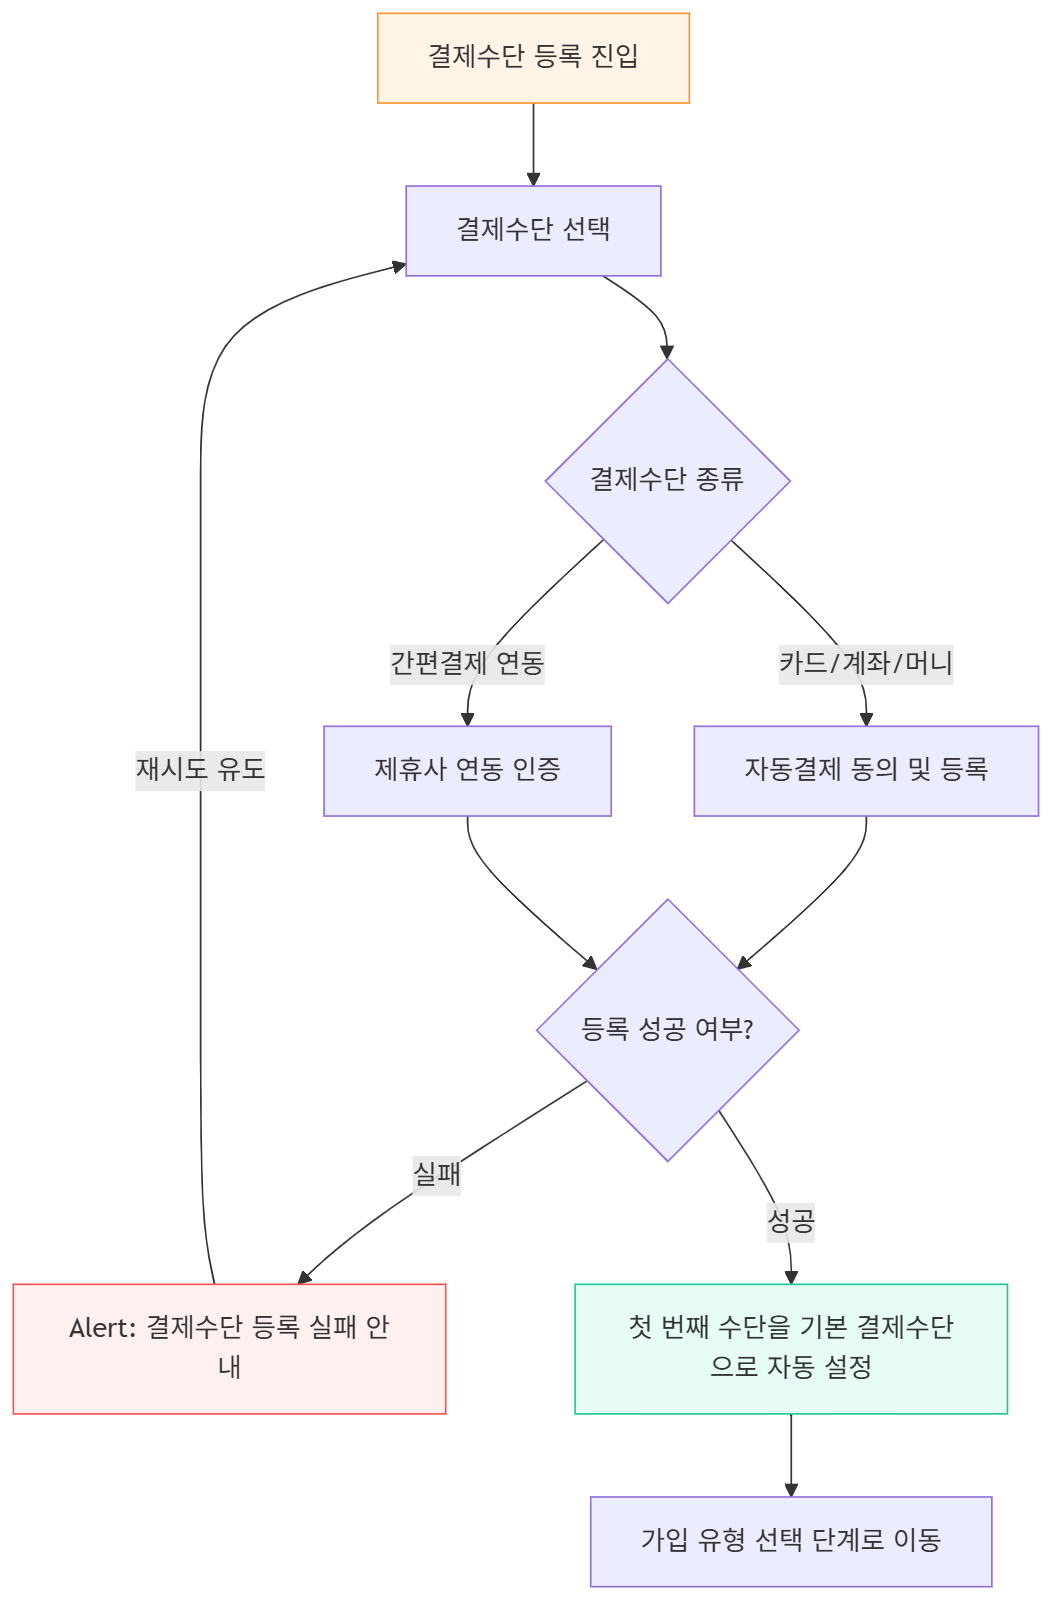 결제수단 등록 진입
결제수단 선택
결제수단 종류
간편결제 연동
카드/계좌/머니
재시도 유도
제휴사 연동 인증
자동결제 동의 및 등록
등록 성공 여부?
실패
성공
Alert: 결제수단 등록 실패 안
내
첫 번째 수단을 기본 결제수단
으로 자동 설정
가입 유형 선택 단계로 이동